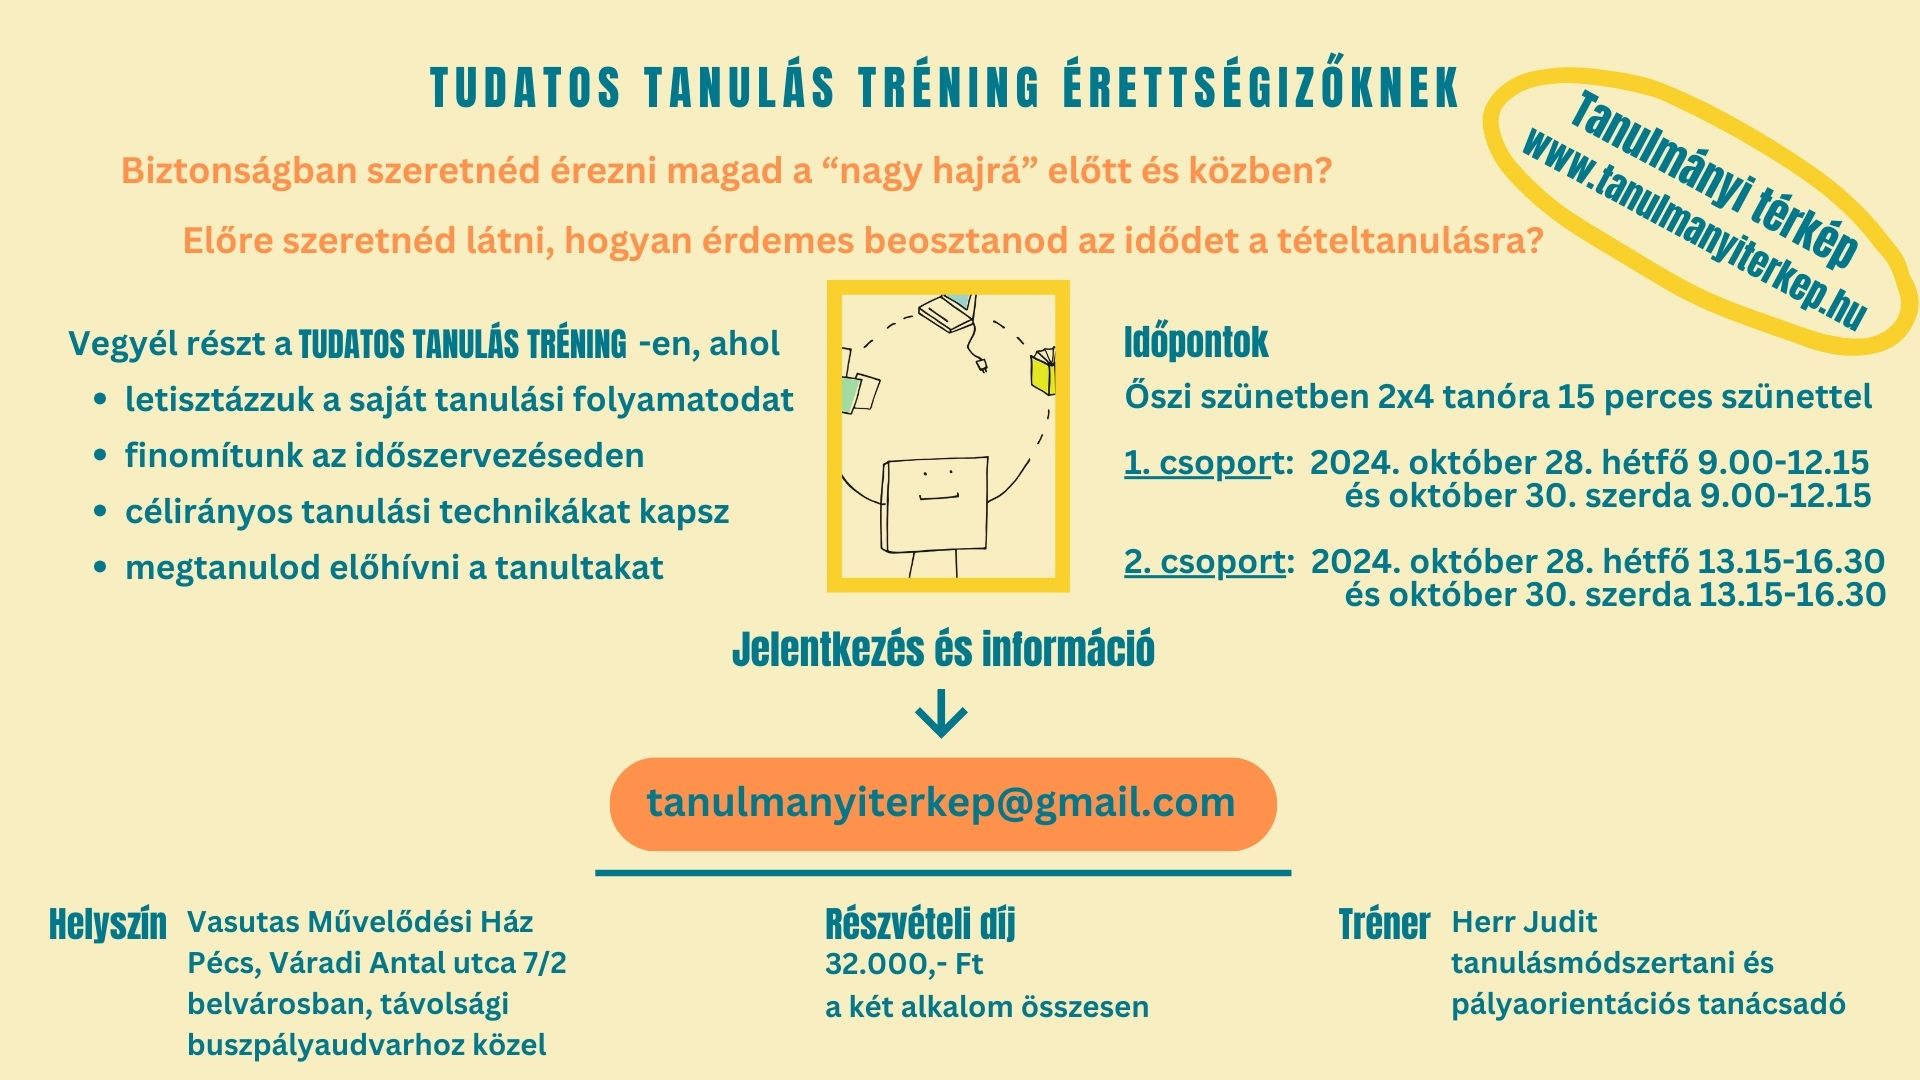 TUDATOS TANULÁS TRÉNING ÉRETTSÉGIZŐKNEK
Tanulmányi térkép
www.tanulmanyiterkep.hu
Biztonságban szeretnéd érezni magad a “nagy hajrá” előtt és közben?
Előre szeretnéd látni, hogyan érdemes beosztanod az idődet a tételtanulásra?
Vegyél részt a TUDATOS TANULÁS TRÉNING -en, ahol
• letisztázzuk a saját tanulási folyamatodat
• finomítunk az időszervezéseden
• célirányos tanulási technikákat kapsz
• megtanulod előhívni a tanultakat
Időpontok
Őszi szünetben 2x4 tanóra 15 perces szünettel
1. csoport: 2024. október 28. hétfő 9.00-12.15
és október 30. szerda 9.00-12.15
2. csoport: 2024. október 28. hétfő 13.15-16.30
és október 30. szerda 13.15-16.30
Jelentkezés és információ
tanulmanyiterkep@gmail.com
Helyszín
Vasutas Művelődési Ház
Pécs, Váradi Antal utca 7/2
belvárosban, távolsági
buszpályaudvarhoz közel
Részvételi díj
32.000,- Ft
a két alkalom összesen
Tréner
Herr Judit
tanulásmódszertani és
pályaorientációs tanácsadó